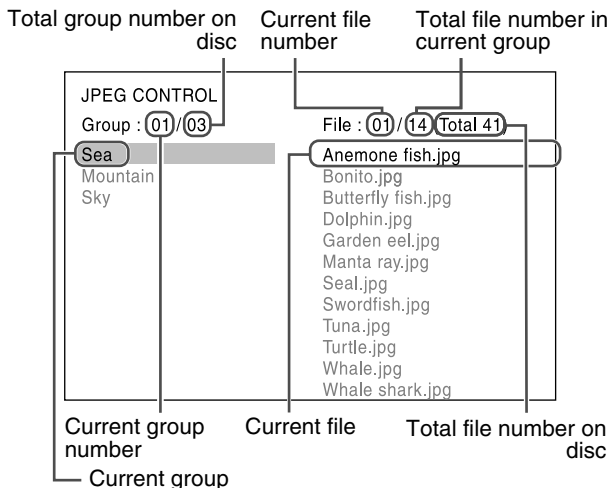 Total group number on
disc
Current file
number
Total file number in
current group
JPEG CONTROL
Group : 01/03
File : 01/14 Total 41
Sea
Mountain
Sky
Anemone fish.jpg
Bonito.jpg
Butterfly fish.jpg
Dolphin.jpg
Garden eel.jpg
Manta ray.jpg
Seal.jpg
Swordfish.jpg
Tuna.jpg
Turtle.jpg
Whale.jpg
Whale shark.jpg
Current group
number
Current file
Total file number on
disc
Current group